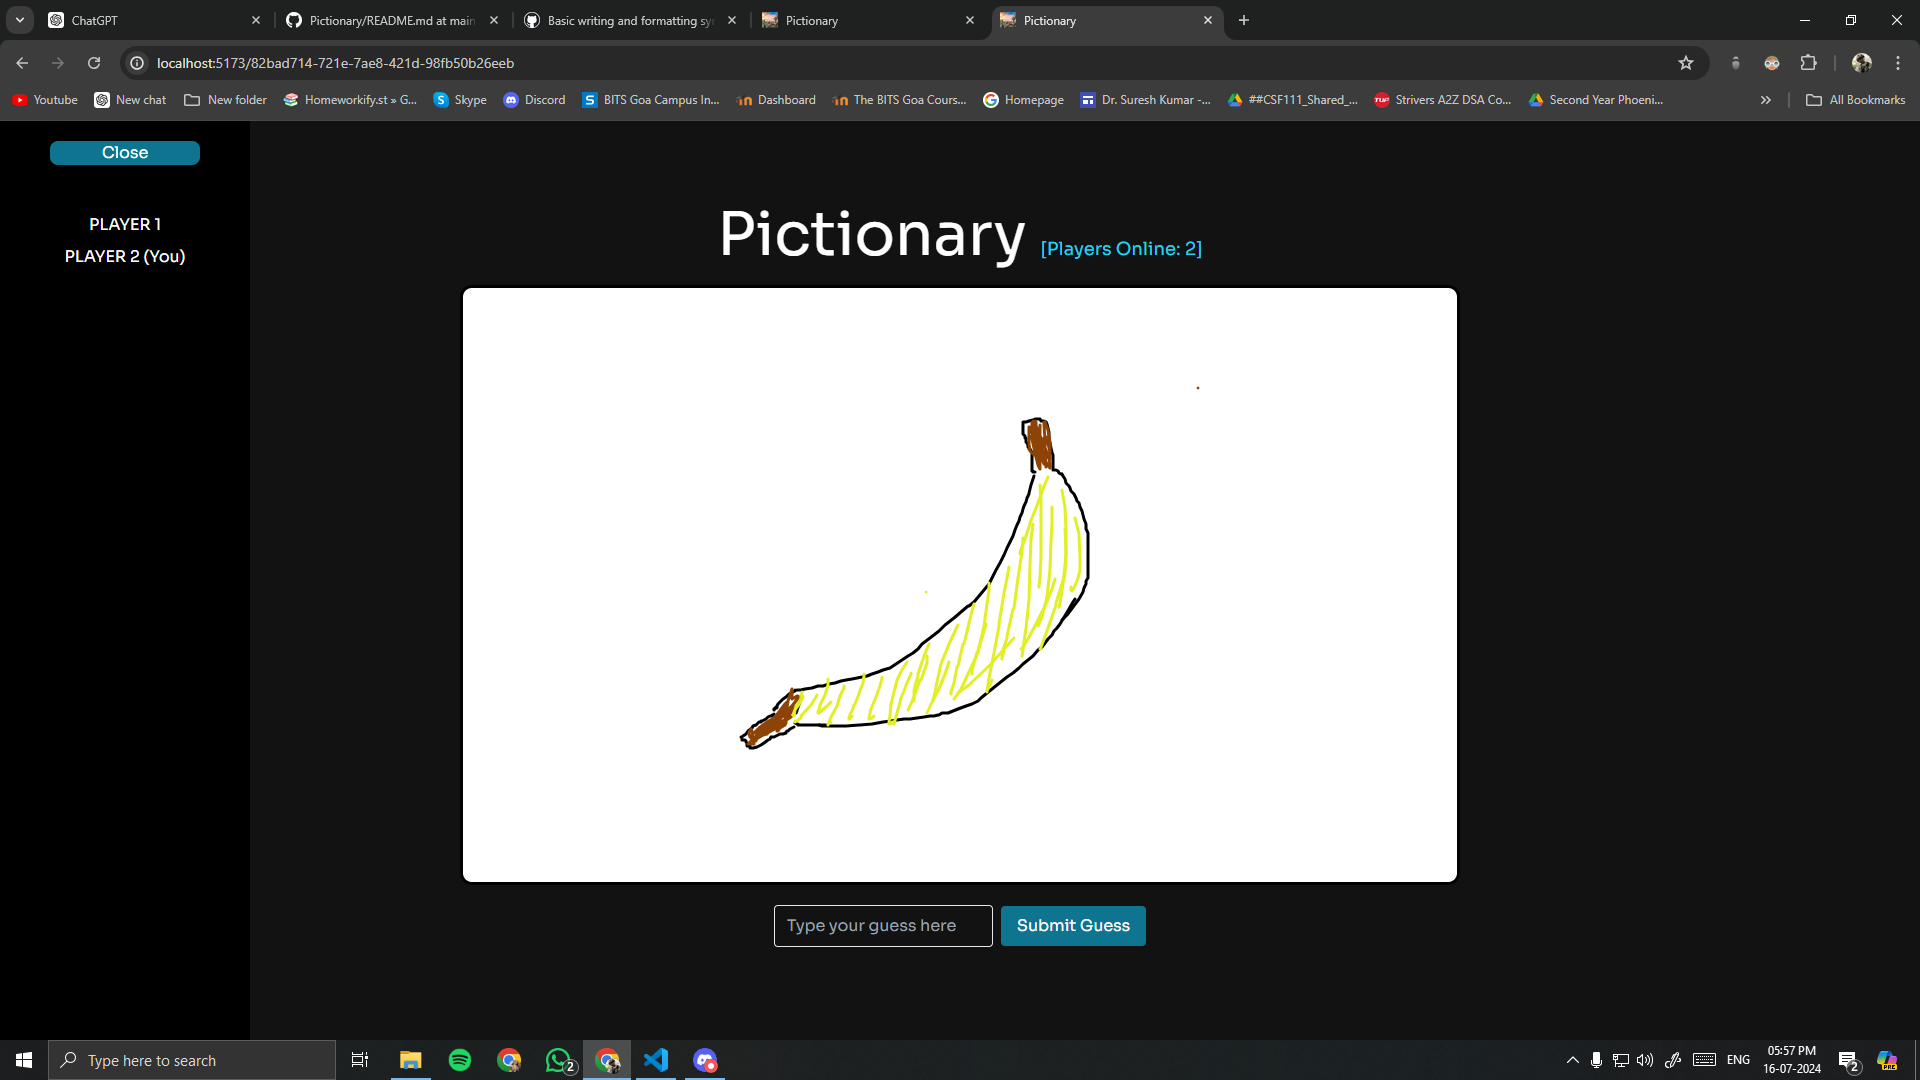 ChatGPT
Pictionary/README.md at main
Basic writing and formatting sy
Pictionary
Pictionary
localhost:5173/82bad714-721e-7ae8-421d-98fb50b26eeb
Youtube
New chat
New folder
Homeworkify.st » G...
Skype
Discord
BITS Goa Campus In...
Dashboard
The BITS Goa Cours...
Homepage
Dr. Suresh Kumar -...
##CSF111_Shared_...
Strivers A2Z DSA Co...
Second Year Phoeni...
All Bookmarks
Close
PLAYER 1
PLAYER 2 (You)
Pictionary [Players Online: 2]
Type your guess here
Submit Guess
Type here to search
2
ENG
05:57 PM
16-07-2024
2